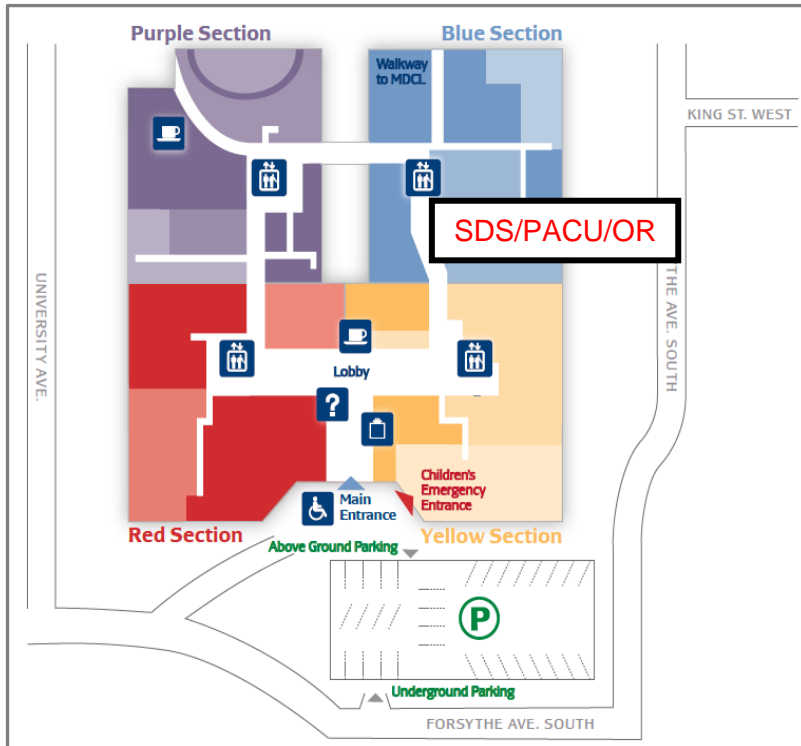 Purple Section
Blue Section
Walkway
to MDCL
KING ST. WEST
SDS/PACU/OR
UNIVERSITY AVE.
THE AVE. SOUTH
Lobby
?
Children's
Emergency
Entrance
Main
Entrance
Red Section
Yellow Section
Above Ground Parking
P
Underground Parking
FORSYTHE AVE. SOUTH